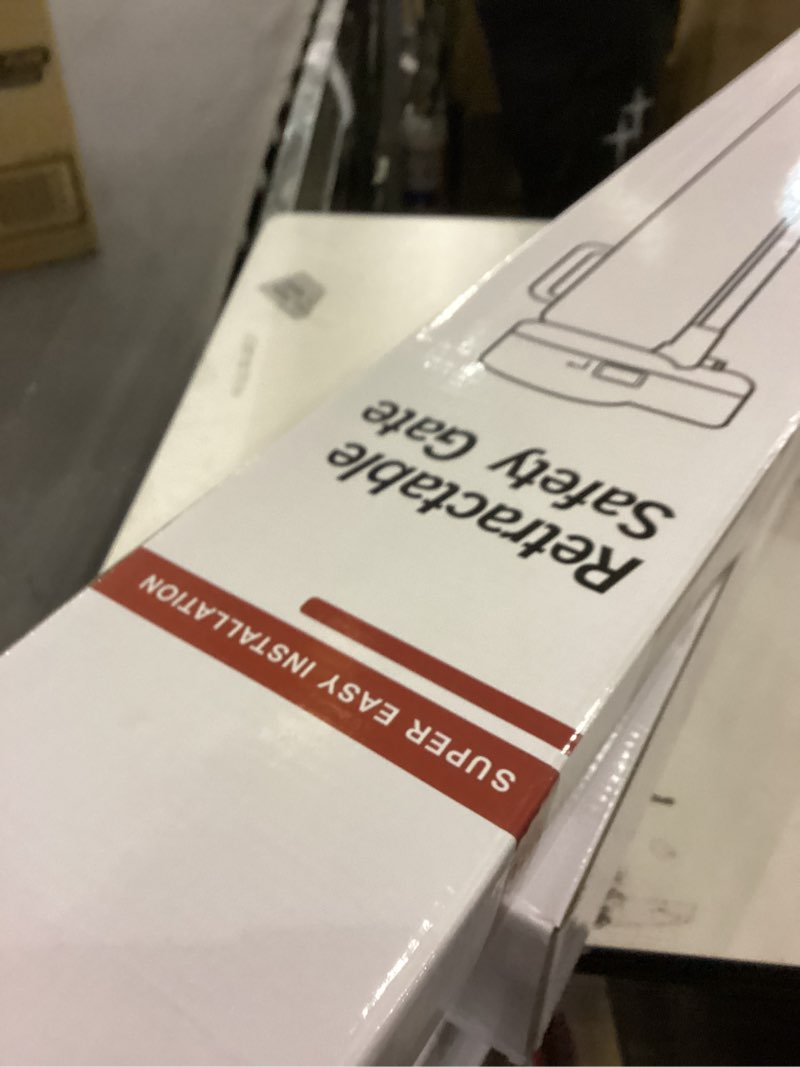 SUPER EASY INSTALLATION
Retractable
Safety Gate